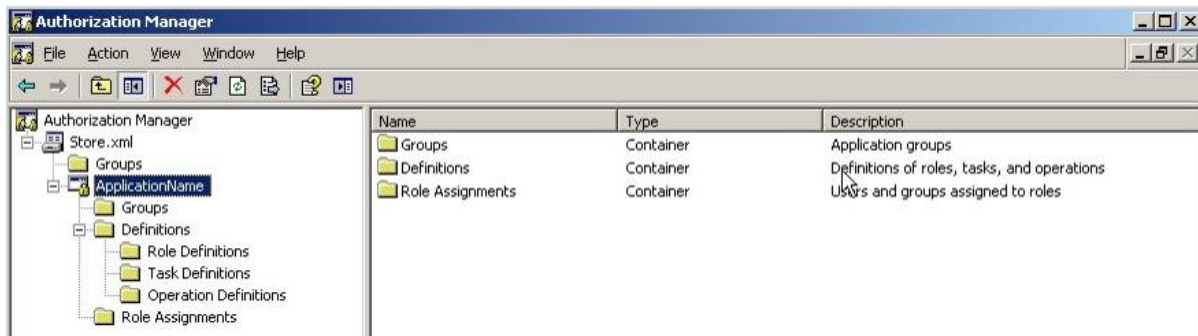 Authorization Manager
File Action View Window Help
Authorization Manager
Store.xml
Groups
ApplicationName
Groups
Definitions
Role Definitions
Task Definitions
Operation Definitions
Role Assignments
Name Type Description
Groups Container Application groups
Definitions Container Definitions of roles, tasks, and operations
Role Assignments Container Users and groups assigned to roles